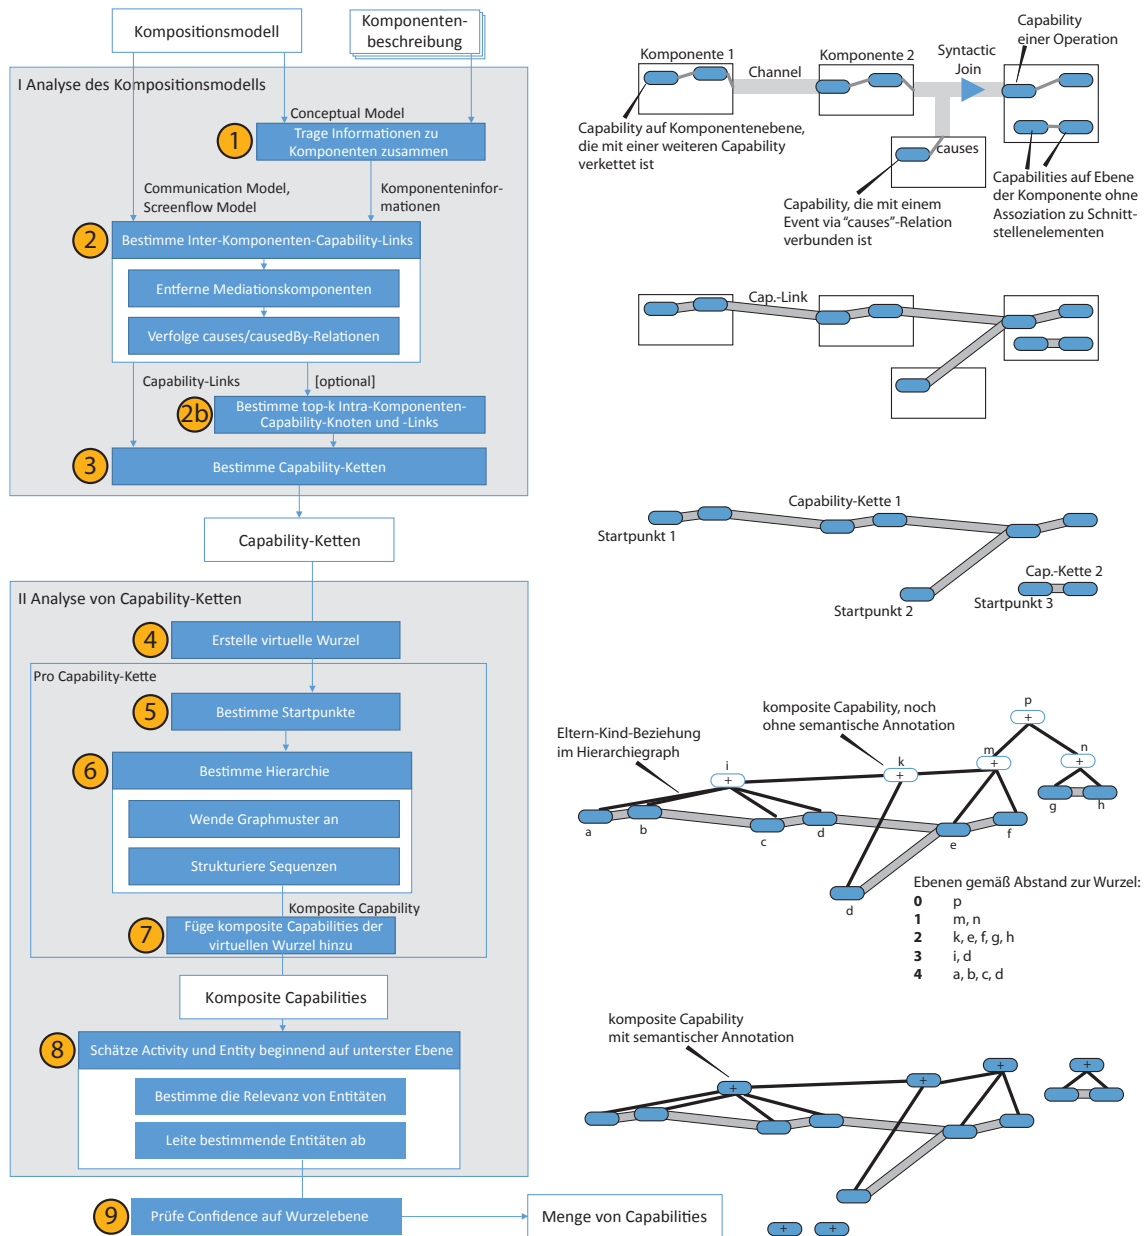 Kompositionsmodell
Komponenten-
beschreibung
I Analyse des Kompositionsmodells
Conceptual Model
1
Trage Informationen zu
Komponenten zusammen
Communication Model,
Screenflow Model
Komponenteninfor-
mationen
2
Bestimme Inter-Komponenten-Capability-Links
Entferne Mediationskomponenten
Verfolge causes/causedBy-Relationen
Capability-Links
[optional]
2b
Bestimme top-k Intra-Komponenten-
Capability-Knoten und -Links
3
Bestimme Capability-Ketten
Capability-Ketten
II Analyse von Capability-Ketten
4
Erstelle virtuelle Wurzel
Pro Capability-Kette
5
Bestimme Startpunkte
6
Bestimme Hierarchie
Wende Graphmuster an
Strukturiere Sequenzen
Komposite Capability
7
Füge komposite Capabilities der
virtuellen Wurzel hinzu
Komposite Capabilities
8
Schätze Activity und Entity beginnend auf unterster Ebene
Bestimme die Relevanz von Entitäten
Leite bestimmende Entitäten ab
9
Prüfe Confidence auf Wurzelebene
Menge von Capabilities
Komponente 1
Channel
Komponente 2
Syntactic
Join
Capability
einer Operation
Capability auf Komponentenebene,
die mit einer weiteren Capability
verkettet ist
causes
Capability, die mit einem
Event via "causes"-Relation
verbunden ist
Capabilities auf Ebene
der Komponente ohne
Assoziation zu Schnitt-
stellenelementen
Cap.-Link
Capability-Kette 1
Startpunkt 1
Startpunkt 2
Cap.-Kette 2
Startpunkt 3
komposite Capability, noch
ohne semantische Annotation
Eltern-Kind-Beziehung
im Hierarchiegraph
p
+
m
+
n
+
k
+
i
+
a
b
c
d
e
f
g
h
d
Ebenen gemäß Abstand zur Wurzel:
0 p
1 m, n
2 k, e, f, g, h
3 i, d
4 a, b, c, d
komposite Capability
mit semantischer Annotation
+
+
+
+
+
+